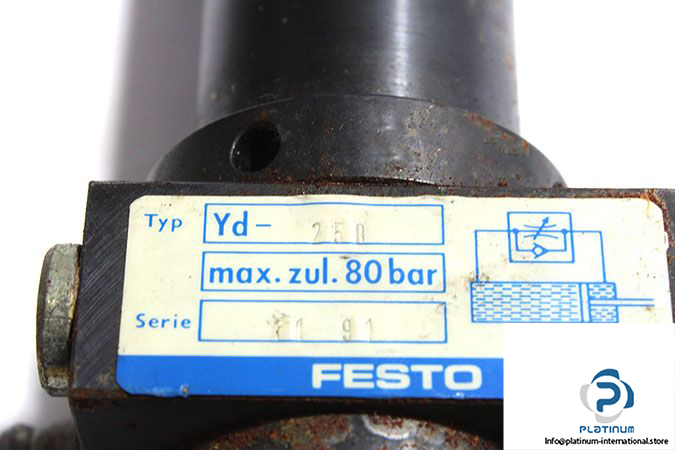 Typ Yd- 250
max. zul. 80 bar
Serie 91
FESTO
PLATINUM
Info@platinum-international.store